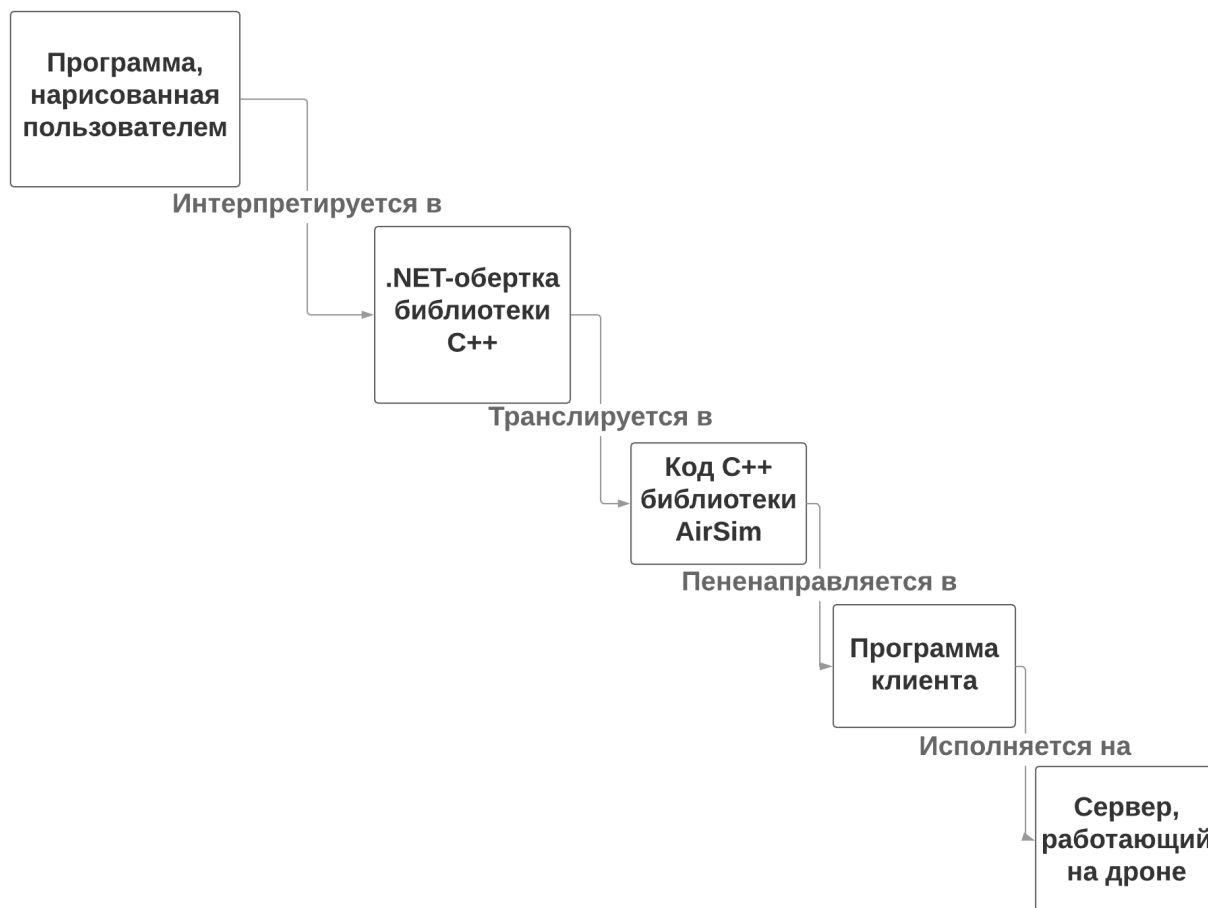 Программа,
нарисованная
пользователем
Интерпретируется в
.NET-обертка
библиотеки
C++
Транслируется в
Код C++
библиотеки
AirSim
Пененаправляется в
Программа
клиента
Исполняется на
Сервер,
работающий
на дроне